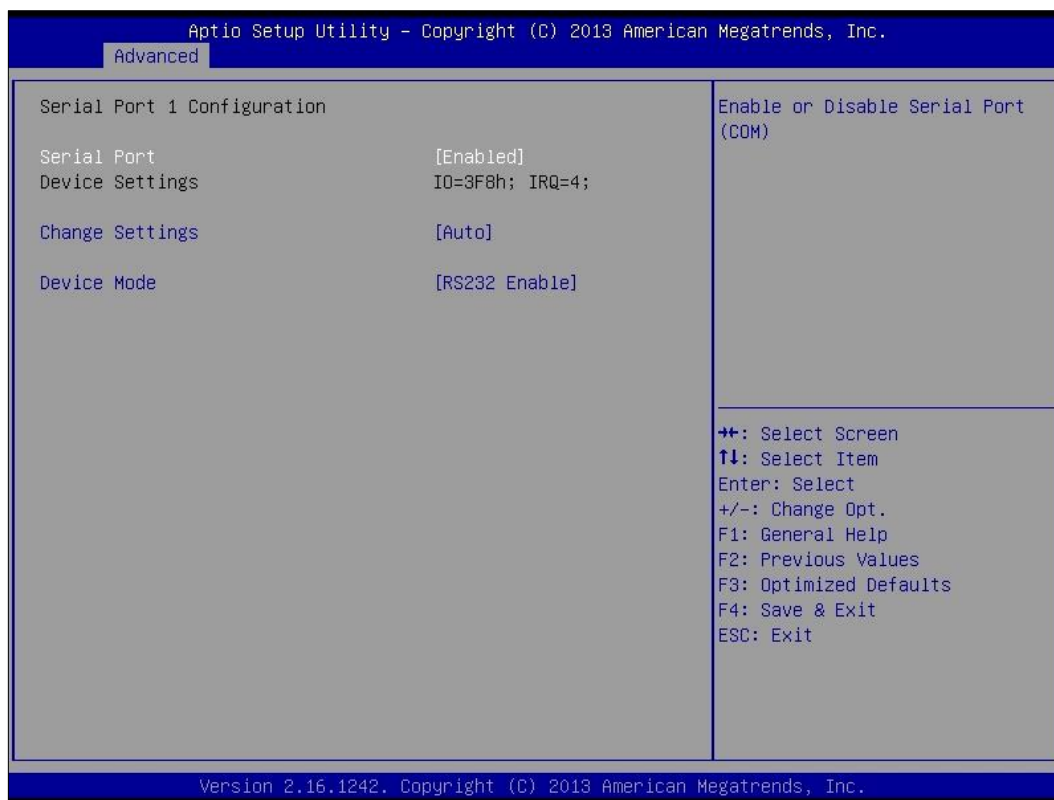 Aptio Setup Utility – Copyright (C) 2013 American Megatrends, Inc.
Advanced
Serial Port 1 Configuration
Serial Port [Enabled]
Device Settings IO=3F8h; IRQ=4;
Change Settings [Auto]
Device Mode [RS232 Enable]
Enable or Disable Serial Port
(COM)
→←: Select Screen
↑↓: Select Item
Enter: Select
+/-: Change Opt.
F1: General Help
F2: Previous Values
F3: Optimized Defaults
F4: Save & Exit
ESC: Exit
Version 2.16.1242. Copyright (C) 2013 American Megatrends, Inc.